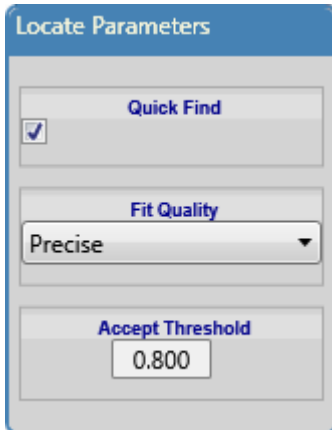 Locate Parameters
Quick Find
Fit Quality
Precise
Accept Threshold
0.800